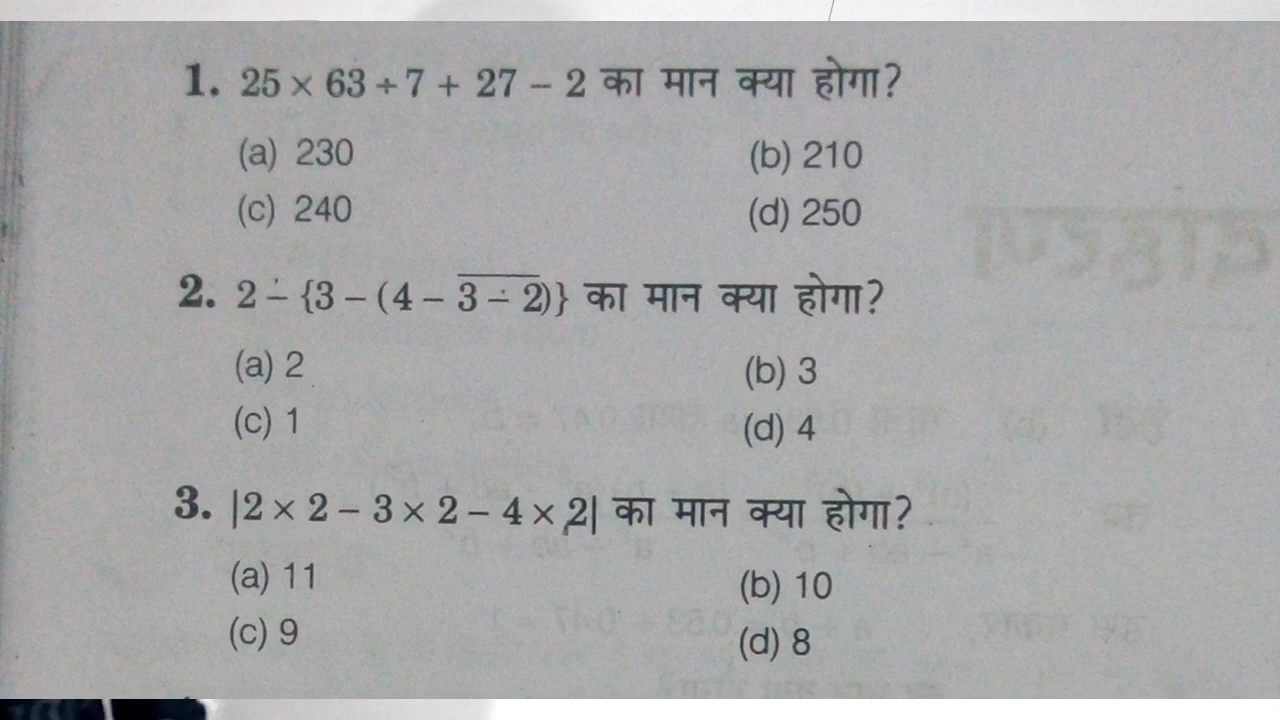 1. 25 × 63 ÷ 7 + 27 – 2 का मान क्या होगा?
(a) 230 (b) 210
(c) 240 (d) 250
2. 2 – {3 – (4 – 3 – 2)} का मान क्या होगा?
(a) 2 (b) 3
(c) 1 (d) 4
3. |2 × 2 – 3 × 2 – 4 × 2| का मान क्या होगा?
(a) 11 (b) 10
(c) 9 (d) 8